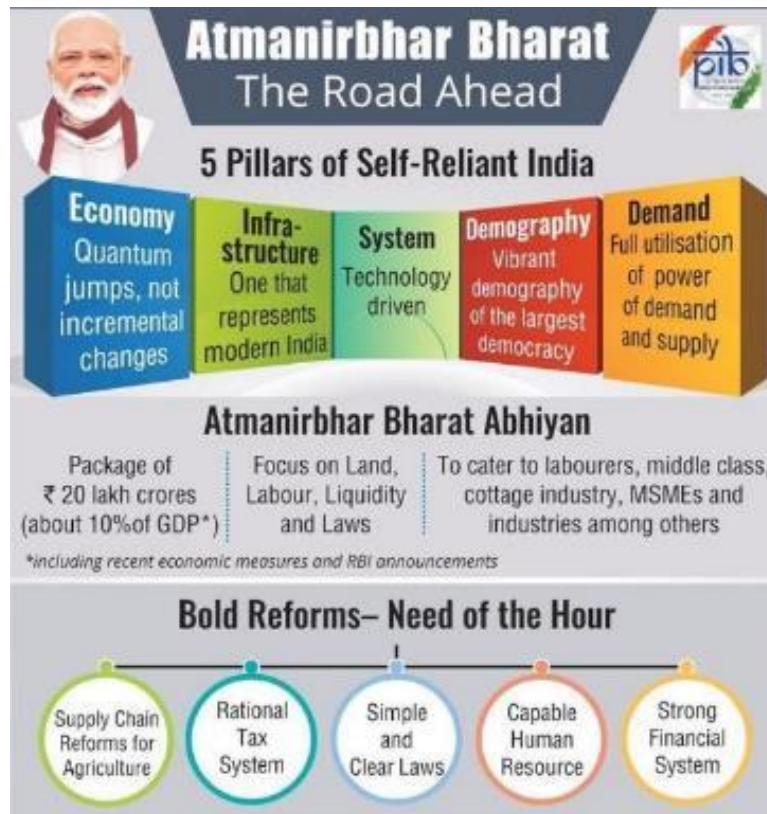 Atmanirbhar Bharat
The Road Ahead
pib
5 Pillars of Self-Reliant India
Economy
Quantum
jumps, not
incremental
changes
Infra-
structure
One that
represents
modern India
System
Technology
driven
Demography
Vibrant
demography
of the largest
democracy
Demand
Full utilisation
of power
of demand
and supply
Atmanirbhar Bharat Abhiyan
Package of
₹ 20 lakh crores
(about 10%of GDP*)
Focus on Land,
Labour, Liquidity
and Laws
To cater to labourers, middle class,
cottage industry, MSMEs and
industries among others
*including recent economic measures and RBI announcements
Bold Reforms– Need of the Hour
Supply Chain
Reforms for
Agriculture
Rational
Tax
System
Simple
and
Clear Laws
Capable
Human
Resource
Strong
Financial
System